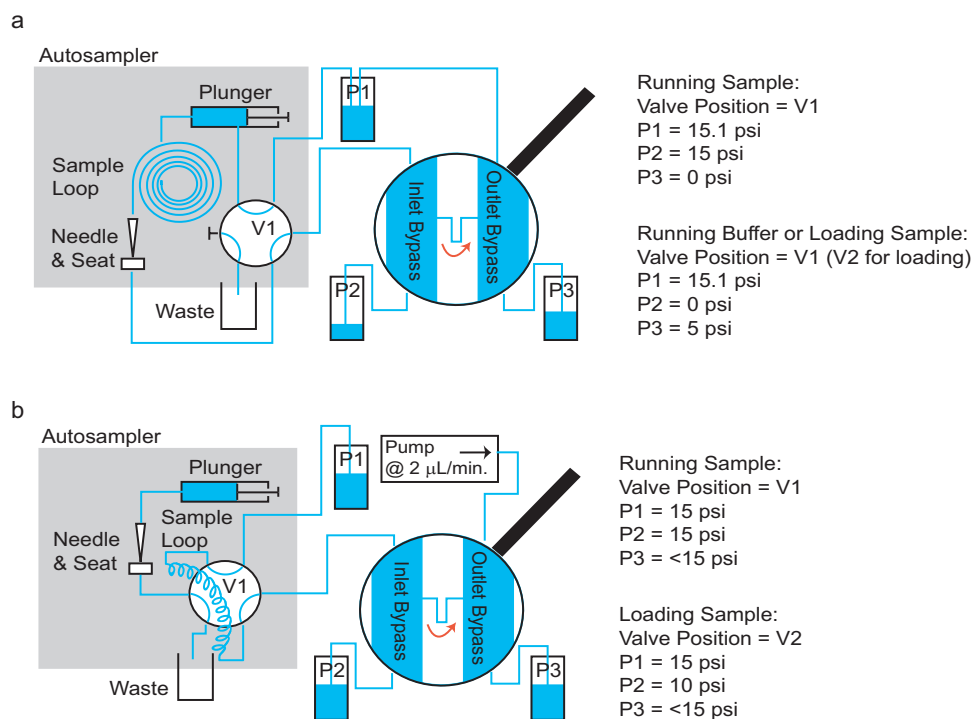 a
Autosampler
Plunger
P1
Sample
Loop
V1
Needle
& Seat
Waste
Inlet Bypass
Outlet Bypass
P2
P3
Running Sample:
Valve Position = V1
P1 = 15.1 psi
P2 = 15 psi
P3 = 0 psi
Running Buffer or Loading Sample:
Valve Position = V1 (V2 for loading)
P1 = 15.1 psi
P2 = 0 psi
P3 = 5 psi
b
Autosampler
Plunger
P1
Pump
@ 2 μL/min.
Sample
Loop
Needle
& Seat
V1
Waste
Inlet Bypass
Outlet Bypass
P2
P3
Running Sample:
Valve Position = V1
P1 = 15 psi
P2 = 15 psi
P3 = <15 psi
Loading Sample:
Valve Position = V2
P1 = 15 psi
P2 = 10 psi
P3 = <15 psi